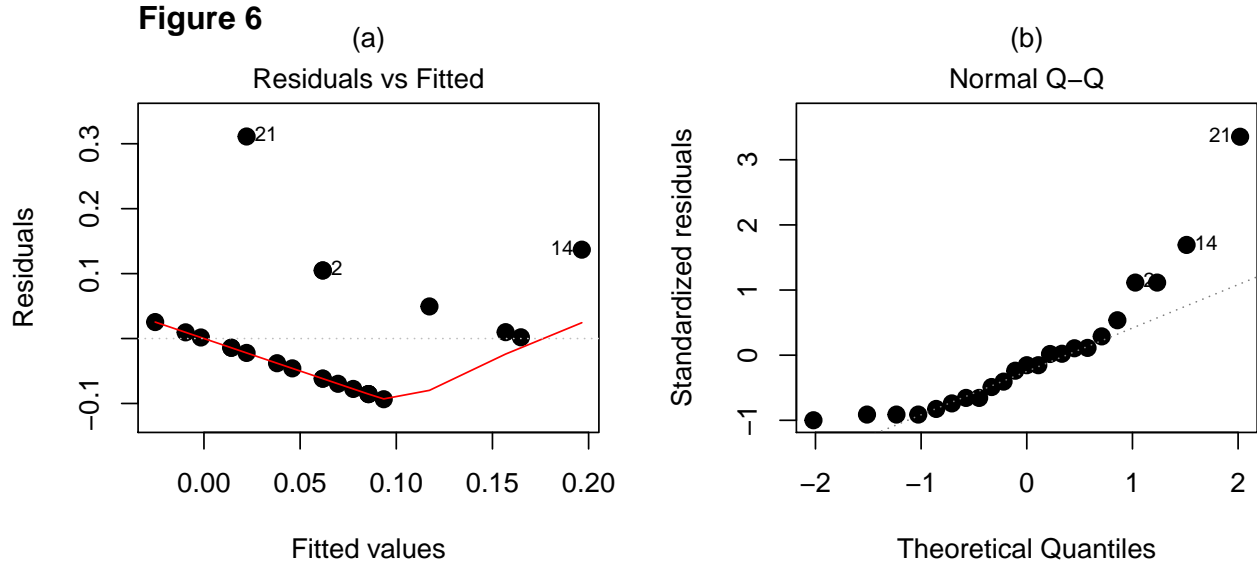 Figure 6
(a)
Residuals vs Fitted
Residuals
0.3
0.2
0.1
−0.1
21
2
14
0.00 0.05 0.10 0.15 0.20
Fitted values
(b)
Normal Q−Q
Standardized residuals
3
2
1
0
−1
21
14
2
−2 −1 0 1 2
Theoretical Quantiles